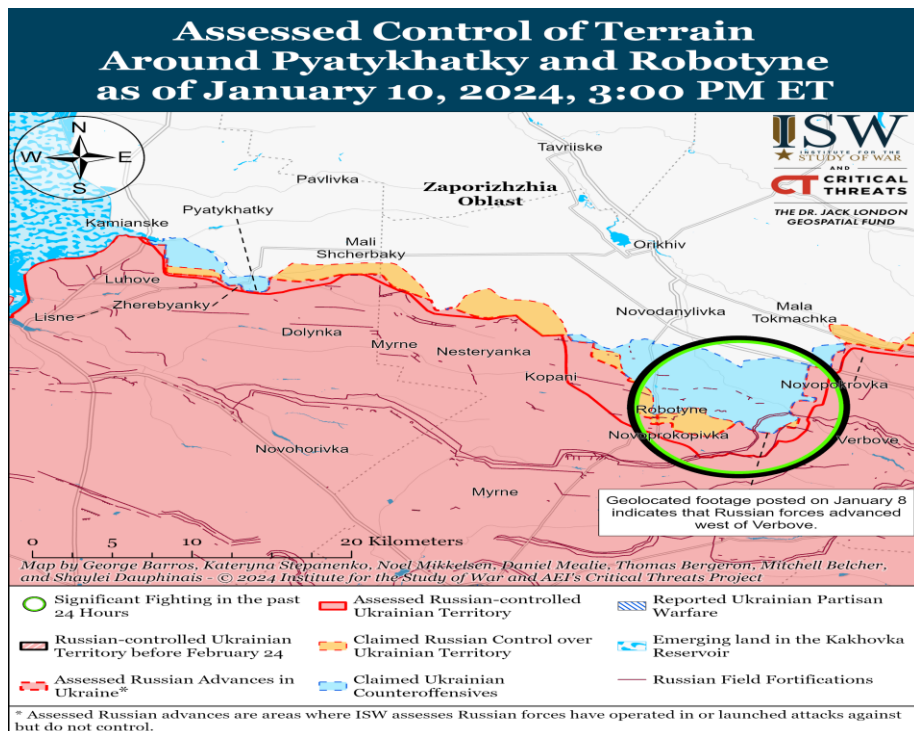 Assessed Control of Terrain
Around Pyatykhatky and Robotyne
as of January 10, 2024, 3:00 PM ET
N
W E
S
ISW
INSTITUTE FOR THE
STUDY OF WAR
AND
CT CRITICAL
THREATS
THE DR. JACK LONDON
GEOSPATIAL FUND
Tavriiske
Pavlivka
Zaporizhzhia
Oblast
Pyatykhatky
Kamianske
Mali
Shcherbaky
Orikhiv
Luhove
Zherebyanky
Lisne
Novodanylivka
Mala
Tokmachka
Dolynka
Myrne
Nesteryanka
Kopani
Novopokrovka
Robotyne
Novoprokopivka
Verbove
Novohorivka
Myrne
Geolocated footage posted on January 8
indicates that Russian forces advanced
west of Verbove.
0 5 10 20 Kilometers
Map by George Barros, Kateryna Stepanenko, Noel Mikkelsen, Daniel Mealie, Thomas Bergeron, Mitchell Belcher,
and Shaylei Dauphinais - © 2024 Institute for the Study of War and AEI's Critical Threats Project
Significant Fighting in the past
24 Hours
Assessed Russian-controlled
Ukrainian Territory
Reported Ukrainian Partisan
Warfare
Russian-controlled Ukrainian
Territory before February 24
Claimed Russian Control over
Ukrainian Territory
Emerging land in the Kakhovka
Reservoir
Assessed Russian Advances in
Ukraine*
Claimed Ukrainian
Counteroffensives
Russian Field Fortifications
* Assessed Russian advances are areas where ISW assesses Russian forces have operated in or launched attacks against
but do not control.